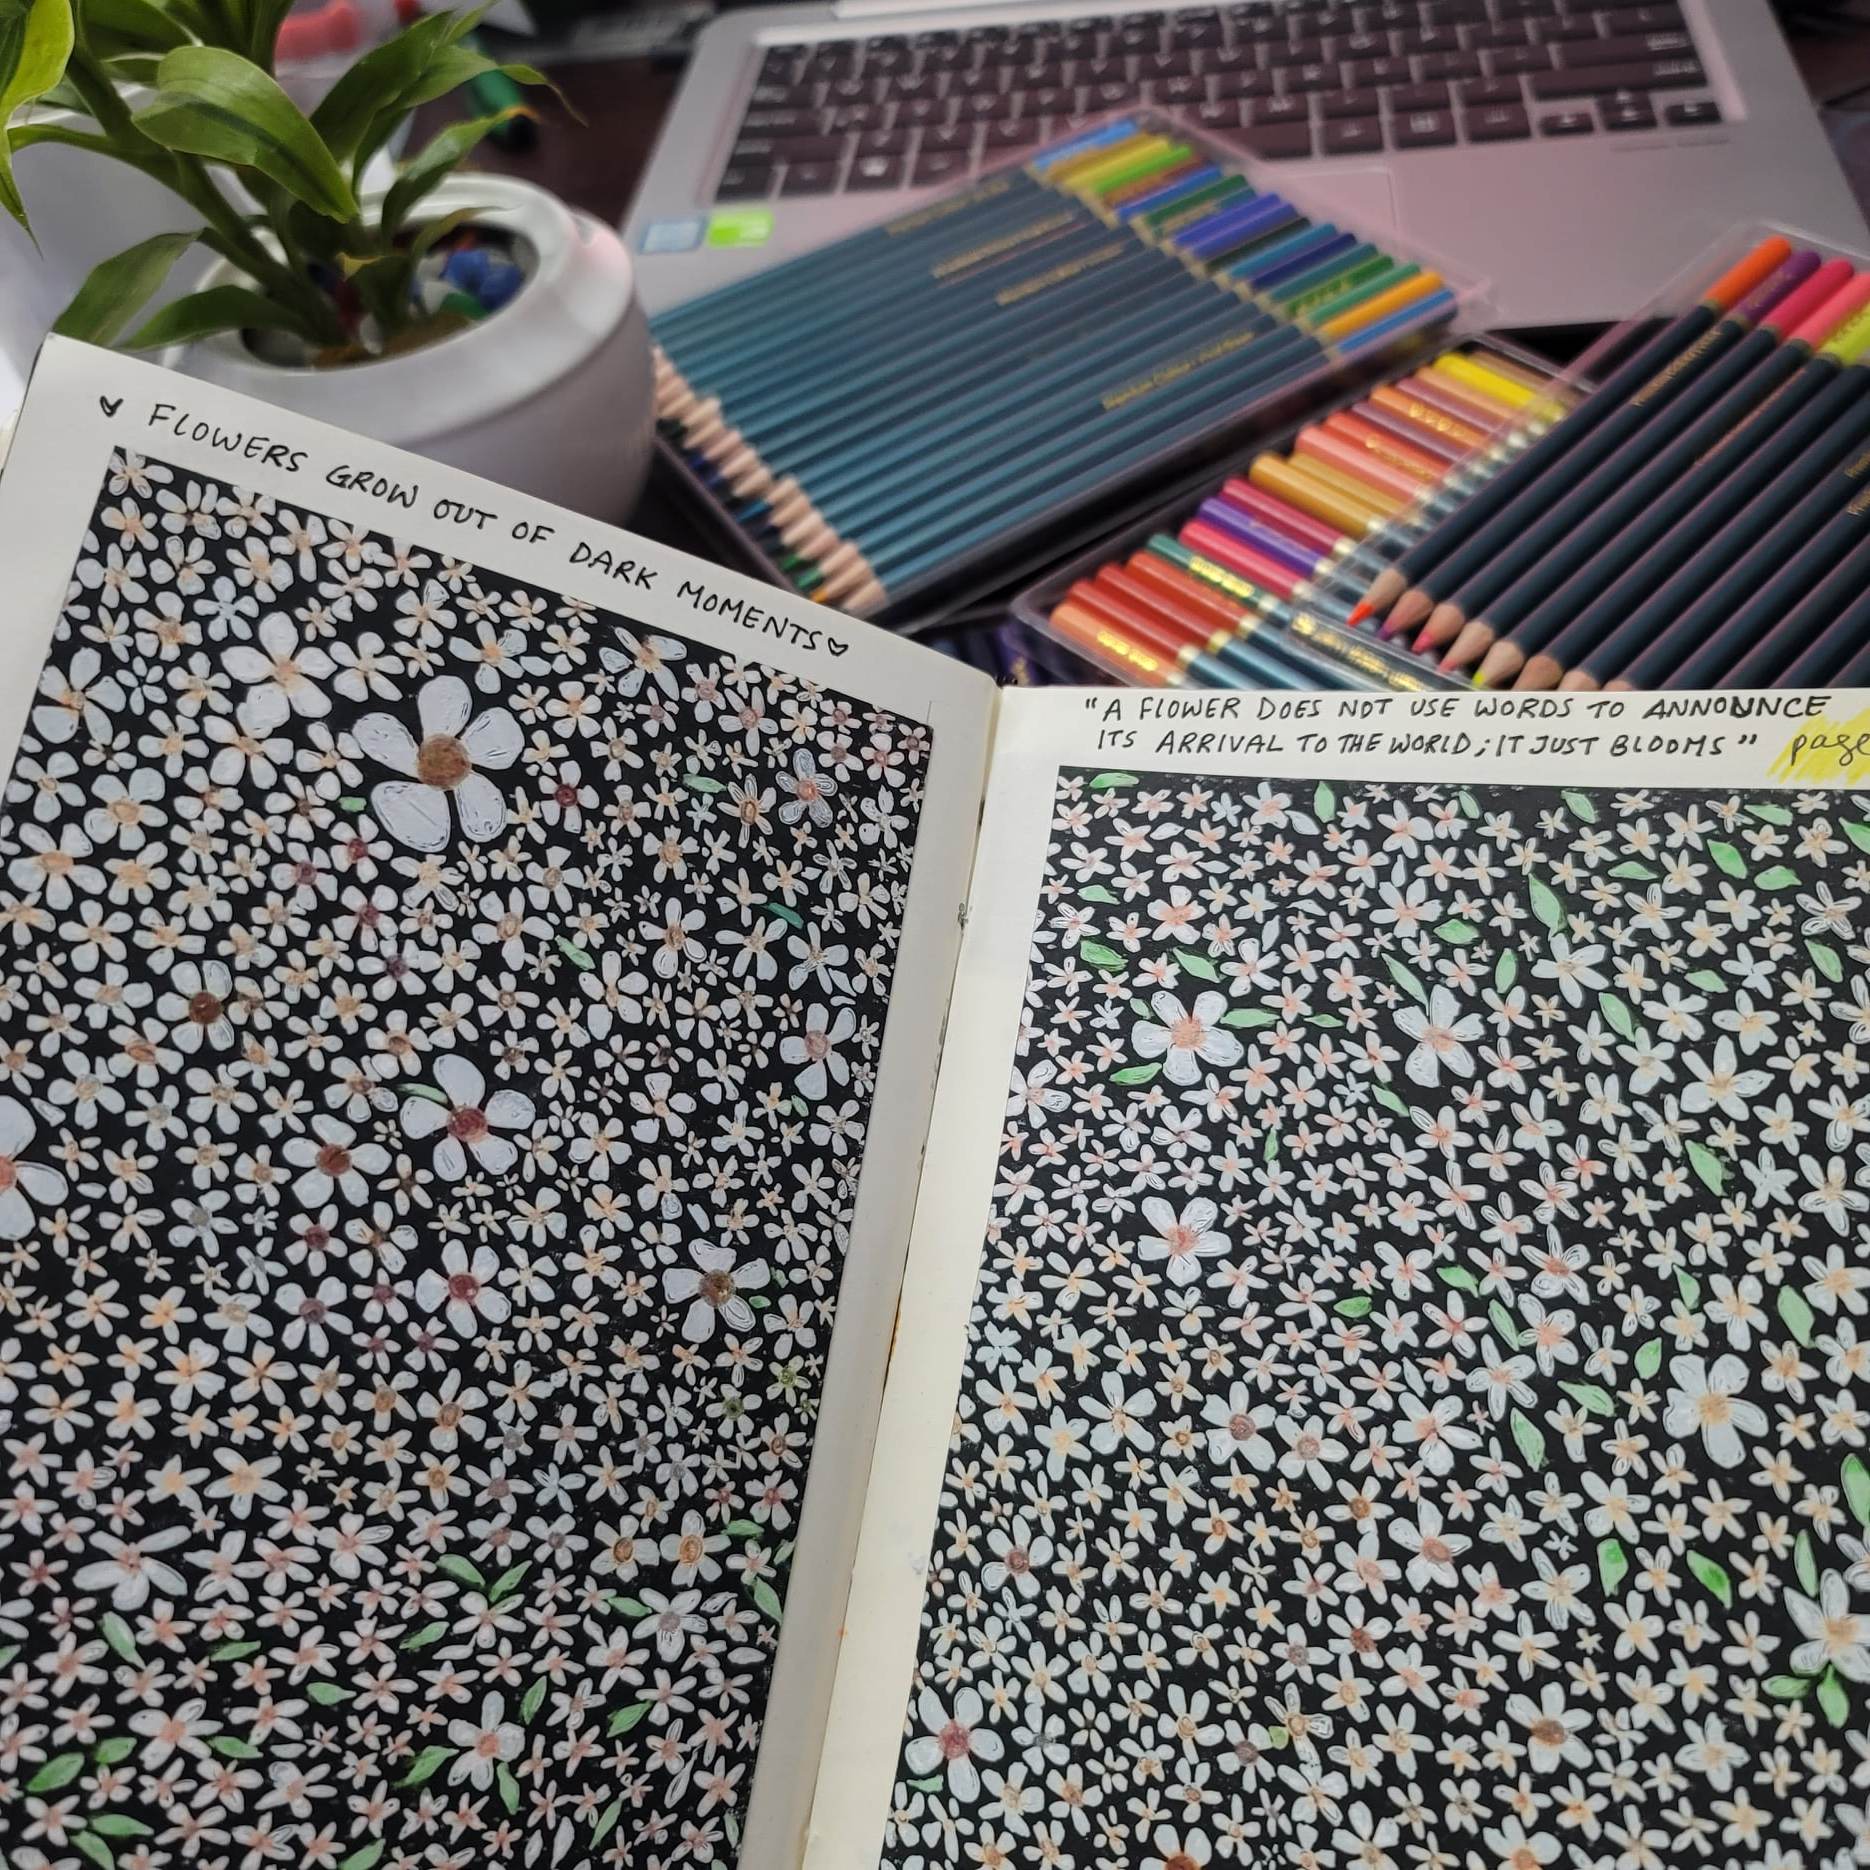 ♥ FLOWERS GROW OUT OF DARK MOMENTS ♡
"A FLOWER DOES NOT USE WORDS TO ANNOUNCE
ITS ARRIVAL TO THE WORLD; IT JUST BLOOMS"
page